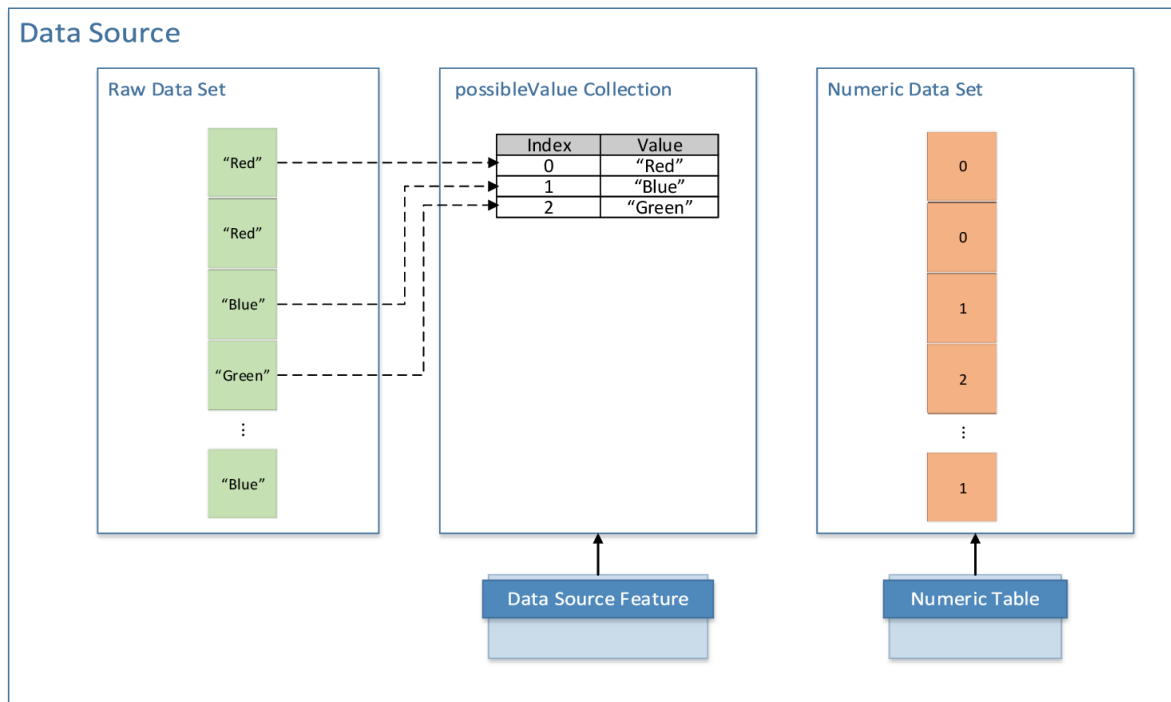 Data Source
Raw Data Set
“Red”
“Red”
“Blue”
“Green”
...
“Blue”
possibleValue Collection
Index Value
0 “Red”
1 “Blue”
2 “Green”
Numeric Data Set
0
0
1
2
...
1
Data Source Feature
Numeric Table